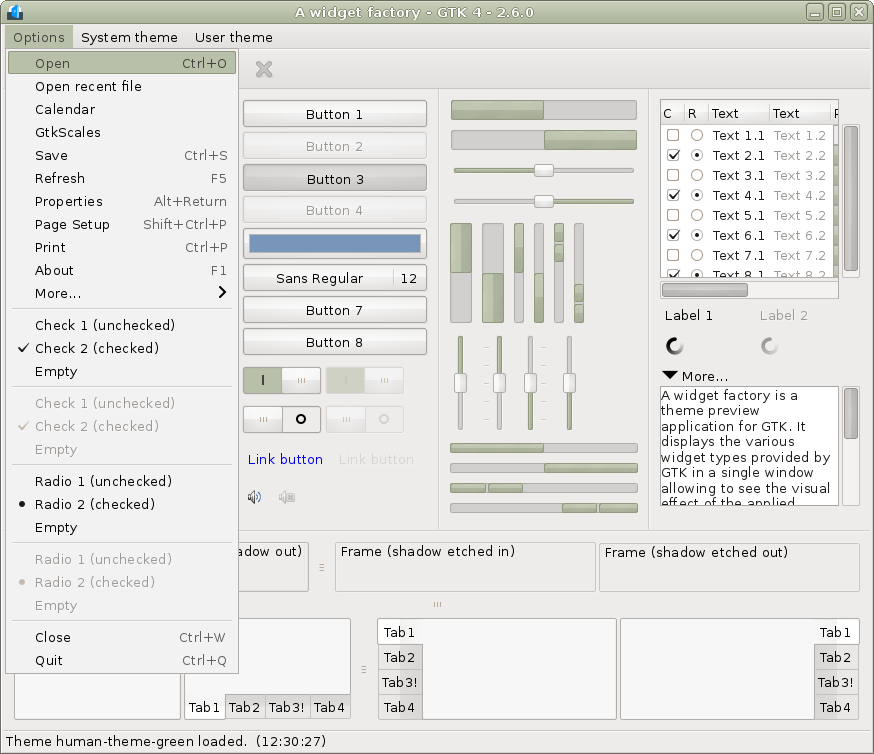 A widget factory - GTK 4 - 2.6.0
Options System theme User theme
Open Ctrl+O
Open recent file
Calendar
GtkScales
Save Ctrl+S
Refresh F5
Properties Alt+Return
Page Setup Shift+Ctrl+P
Print Ctrl+P
About F1
More...
Check 1 (unchecked)
Check 2 (checked)
Empty
Check 1 (unchecked)
Check 2 (checked)
Empty
Radio 1 (unchecked)
Radio 2 (checked)
Empty
Radio 1 (unchecked)
Radio 2 (checked)
Empty
Close Ctrl+W
Quit Ctrl+Q
Button 1
Button 2
Button 3
Button 4
Sans Regular 12
Button 7
Button 8
Link button Link button
C R Text Text
Text 1.1 Text 1.2
Text 2.1 Text 2.2
Text 3.1 Text 3.2
Text 4.1 Text 4.2
Text 5.1 Text 5.2
Text 6.1 Text 6.2
Text 7.1 Text 7.2
Text 8.1 Text 8.2
Label 1 Label 2
More...
A widget factory is a
theme preview
application for GTK. It
displays the various
widget types provided by
GTK in a single window
allowing to see the visual
effect of the applied
adow out) Frame (shadow etched in) Frame (shadow etched out)
Tab1 Tab2 Tab3! Tab4
Tab1
Tab2
Tab3!
Tab4
Tab1
Tab2
Tab3!
Tab4
Theme human-theme-green loaded. (12:30:27)